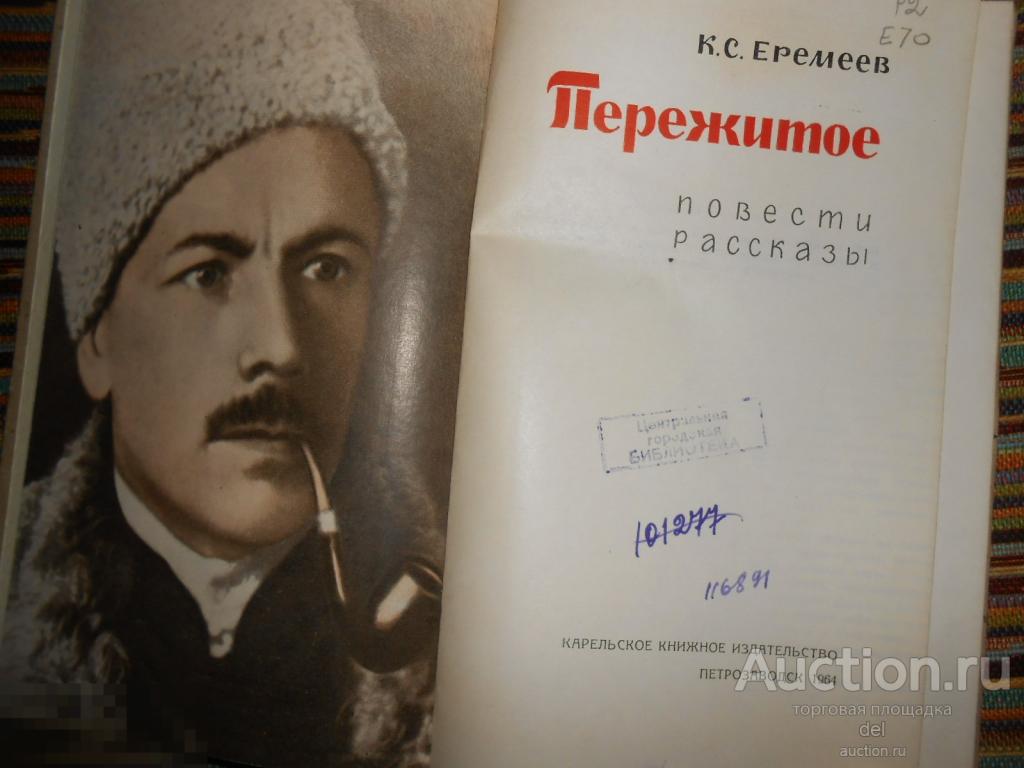 Р2
Е70
К.С. Еремеев
Пережитое
повести
рассказы
Центральная
городская
БИБЛИОТЕКА
101277
116891
КАРЕЛЬСКОЕ КНИЖНОЕ ИЗДАТЕЛЬСТВО
ПЕТРОЗАВОДСК 1964
Auction.ru
торговая площадка
del
auction.ru